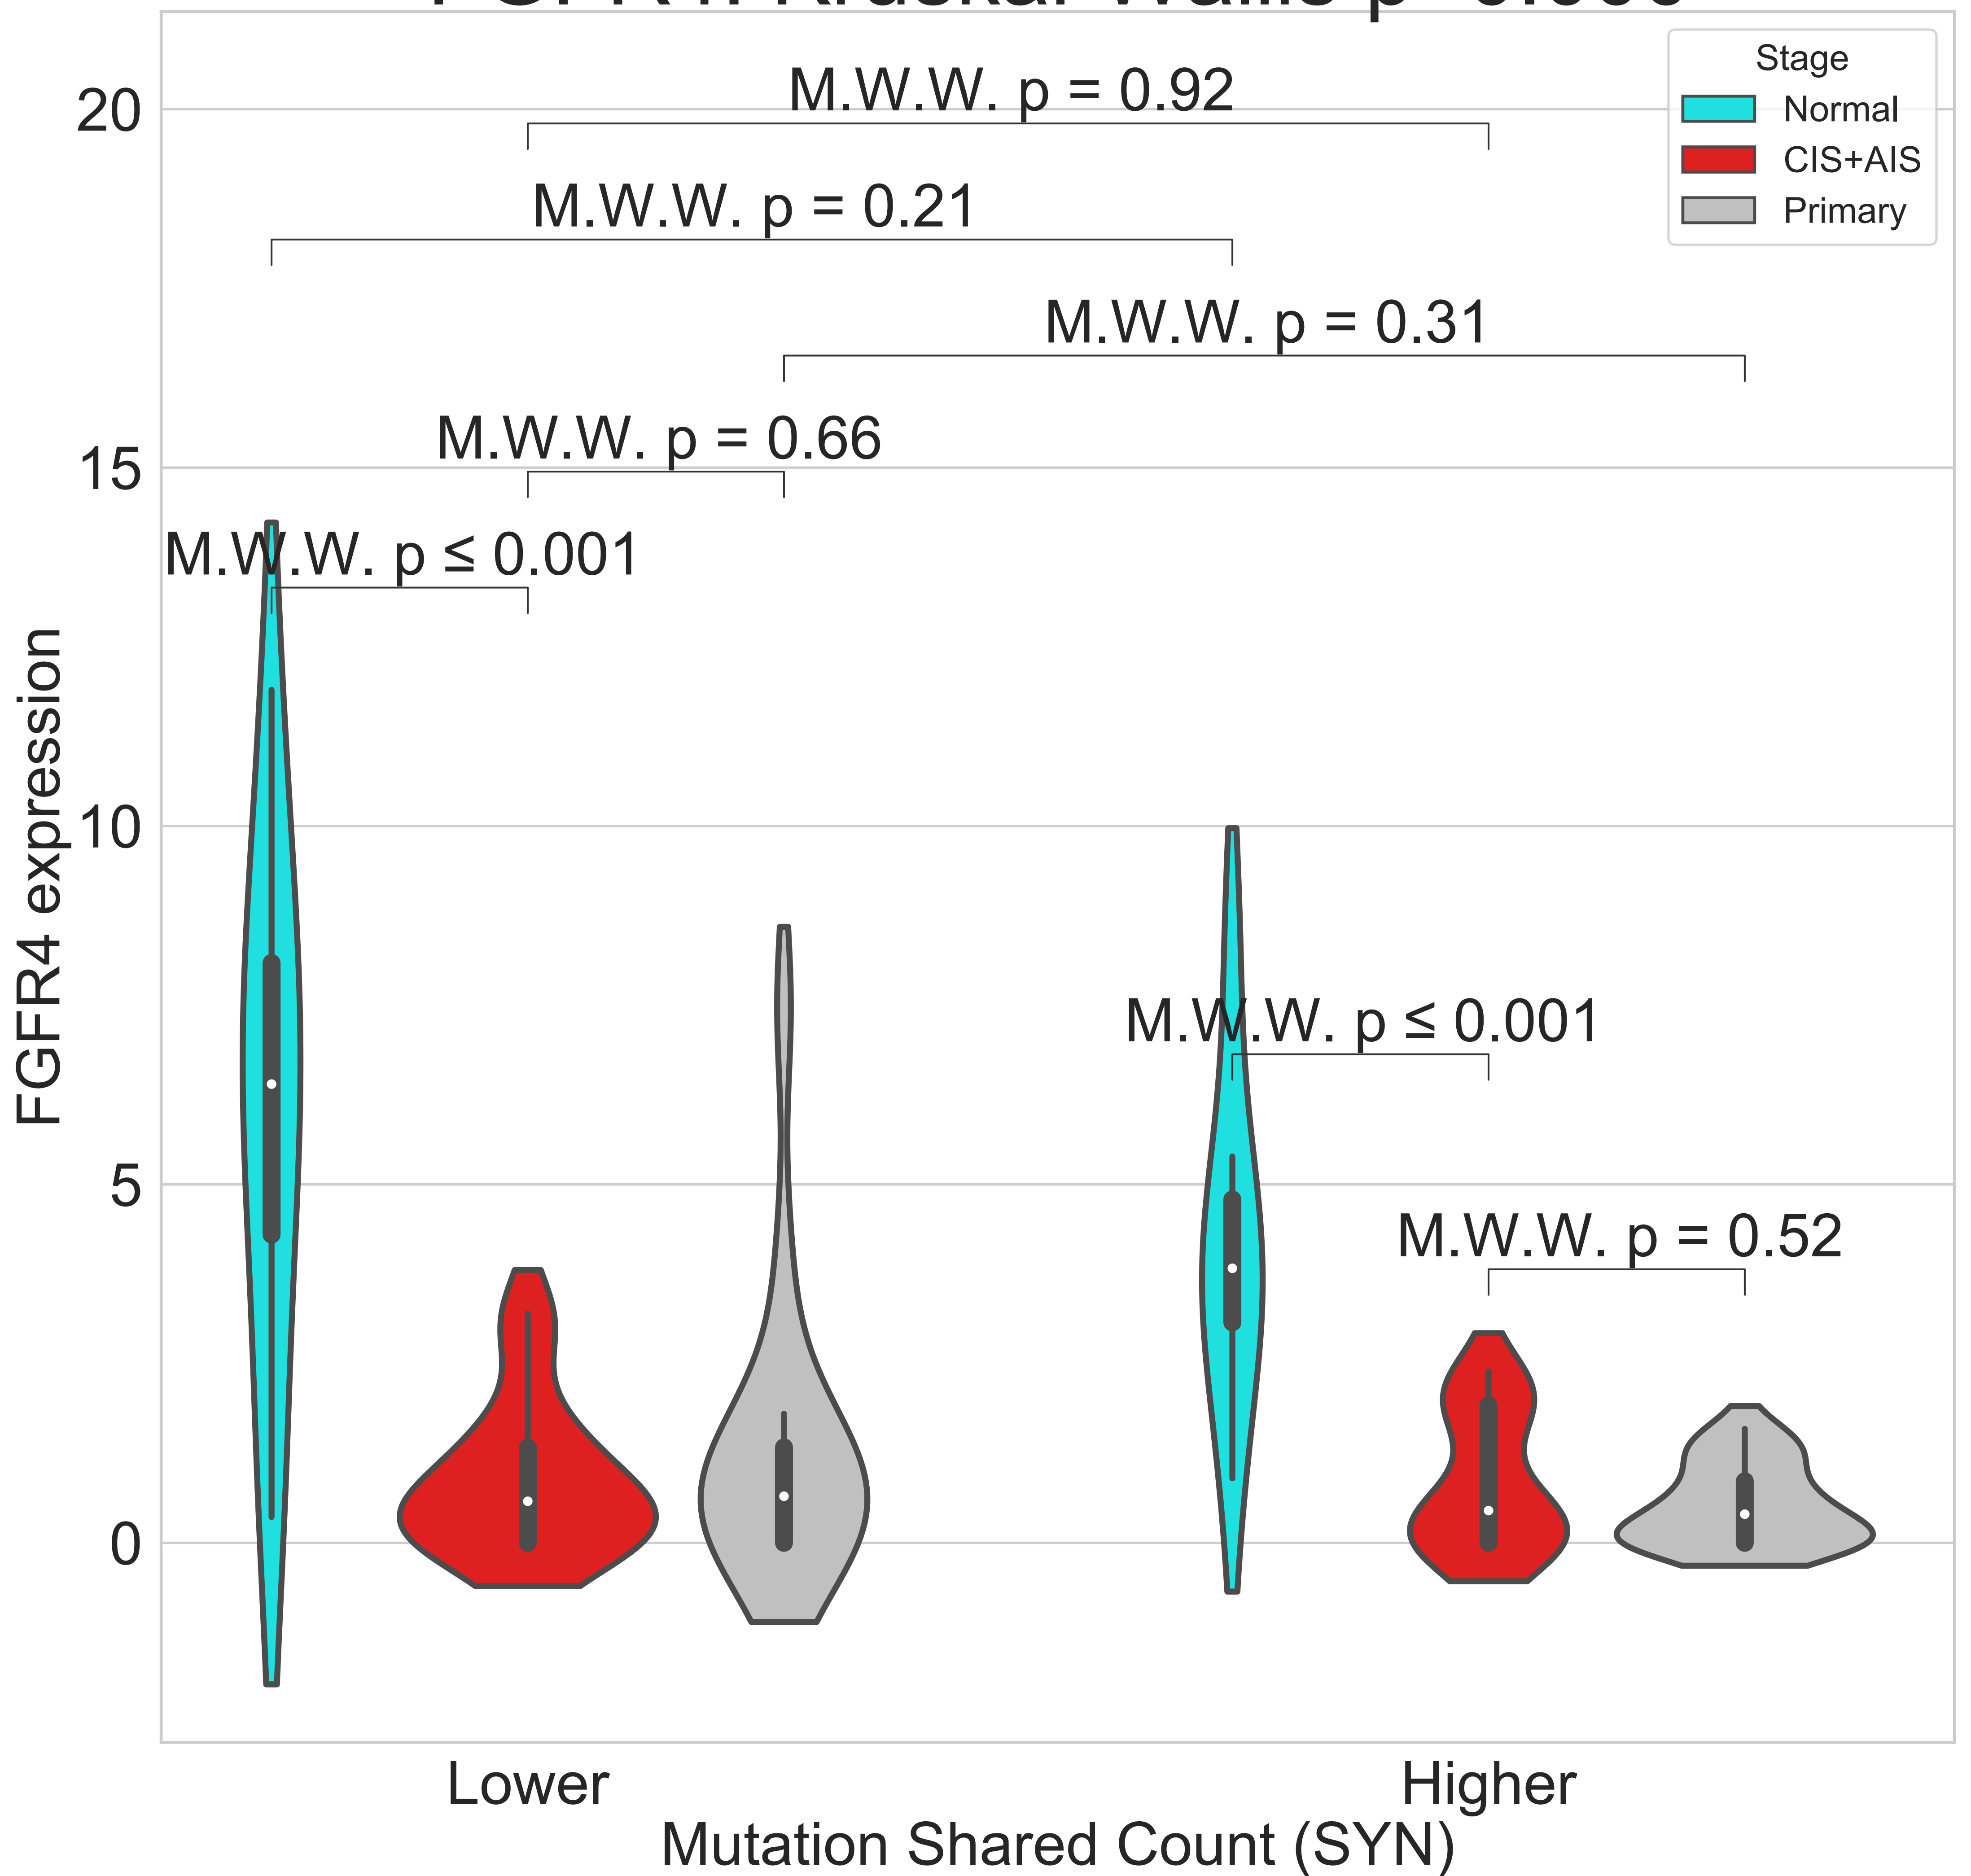 Stage
Normal
CIS+AIS
Primary
M.W.W. p = 0.92
M.W.W. p = 0.21
M.W.W. p = 0.31
M.W.W. p = 0.66
M.W.W. p ≤ 0.001
M.W.W. p ≤ 0.001
M.W.W. p = 0.52
20
15
10
5
0
FGFR4 expression
Lower
Higher
Mutation Shared Count (SYN)